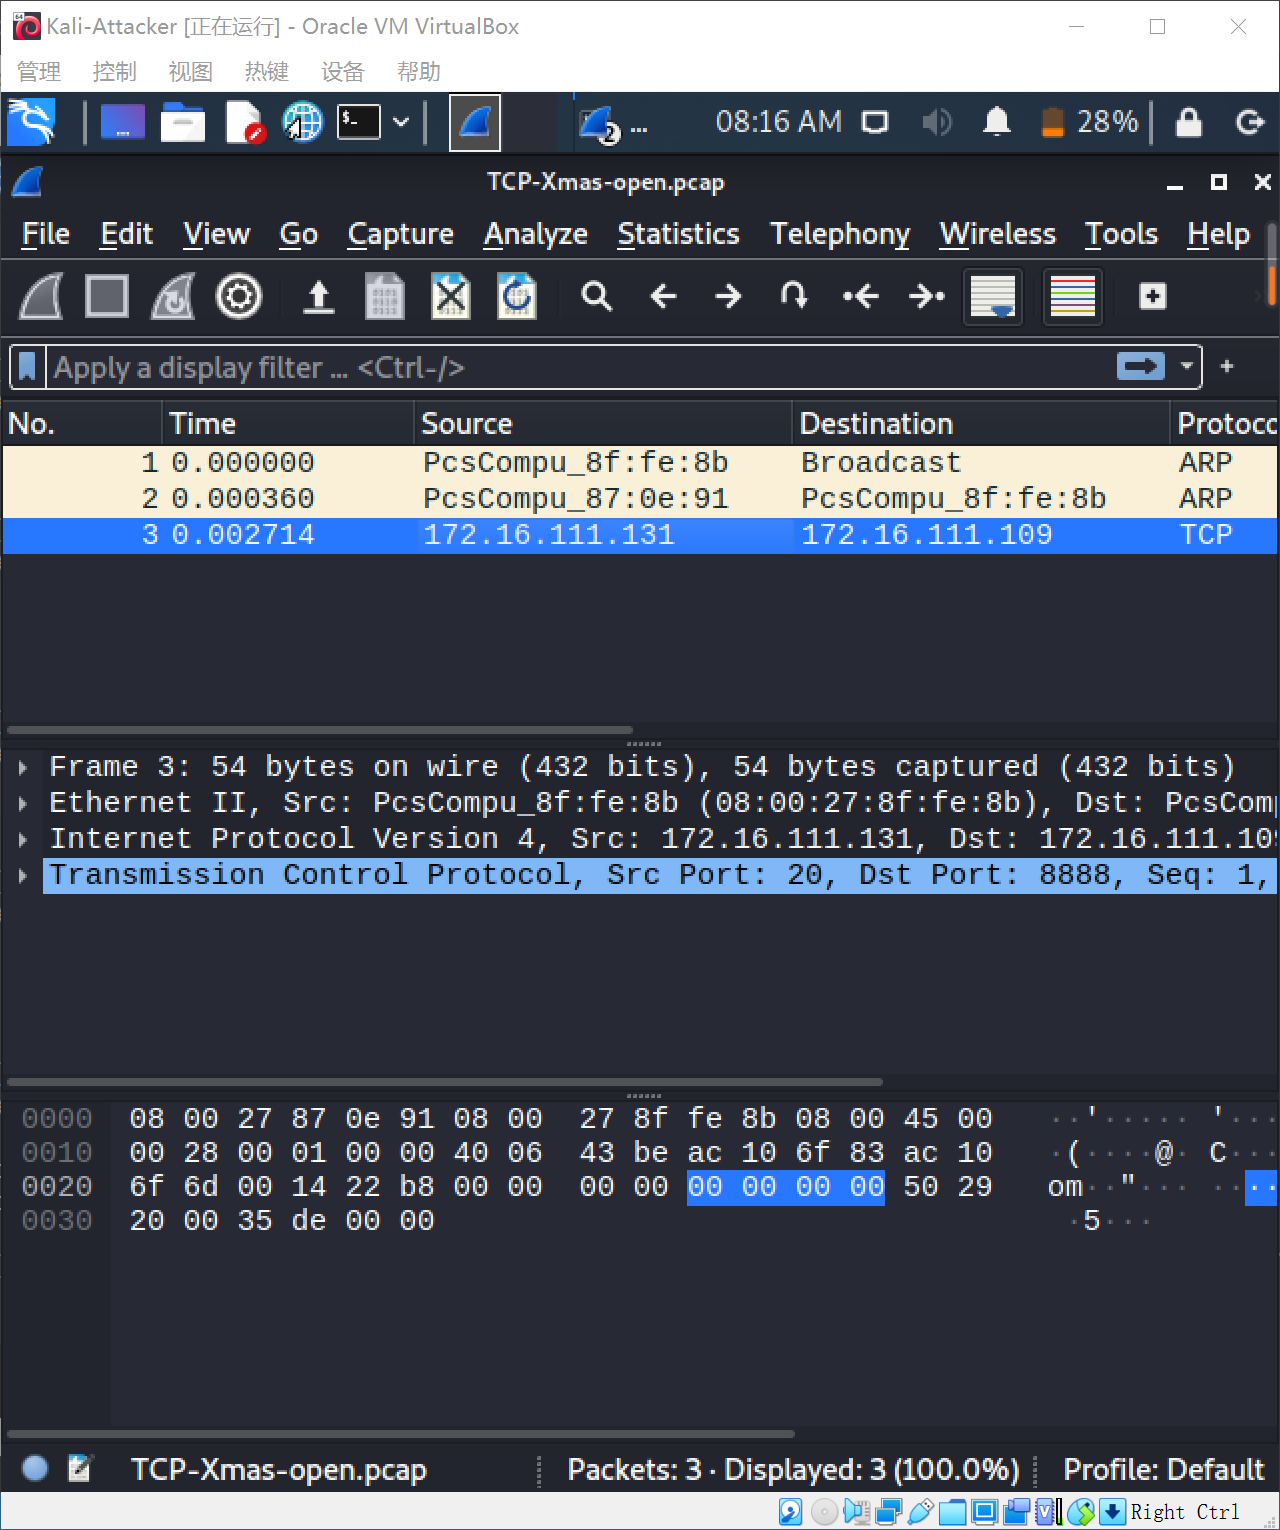 Kali-Attacker [正在运行] - Oracle VM VirtualBox
管理 控制 视图 热键 设备 帮助
$_ 2 ... 08:16 AM 28%
TCP-Xmas-open.pcap
File Edit View Go Capture Analyze Statistics Telephony Wireless Tools Help
Apply a display filter … <Ctrl-/>
No. Time Source Destination Protoco
1 0.000000 PcsCompu_8f:fe:8b Broadcast ARP
2 0.000360 PcsCompu_87:0e:91 PcsCompu_8f:fe:8b ARP
3 0.002714 172.16.111.131 172.16.111.109 TCP
Frame 3: 54 bytes on wire (432 bits), 54 bytes captured (432 bits)
Ethernet II, Src: PcsCompu_8f:fe:8b (08:00:27:8f:fe:8b), Dst: PcsCom
Internet Protocol Version 4, Src: 172.16.111.131, Dst: 172.16.111.10
Transmission Control Protocol, Src Port: 20, Dst Port: 8888, Seq: 1,
0000 08 00 27 87 0e 91 08 00 27 8f fe 8b 08 00 45 00 ··'····· '···
0010 00 28 00 01 00 00 40 06 43 be ac 10 6f 83 ac 10 ·(····@· C···
0020 6f 6d 00 14 22 b8 00 00 00 00 00 00 00 00 50 29 om··"··· ····
0030 20 00 35 de 00 00 ·5···
TCP-Xmas-open.pcap Packets: 3 · Displayed: 3 (100.0%) Profile: Default
Right Ctrl